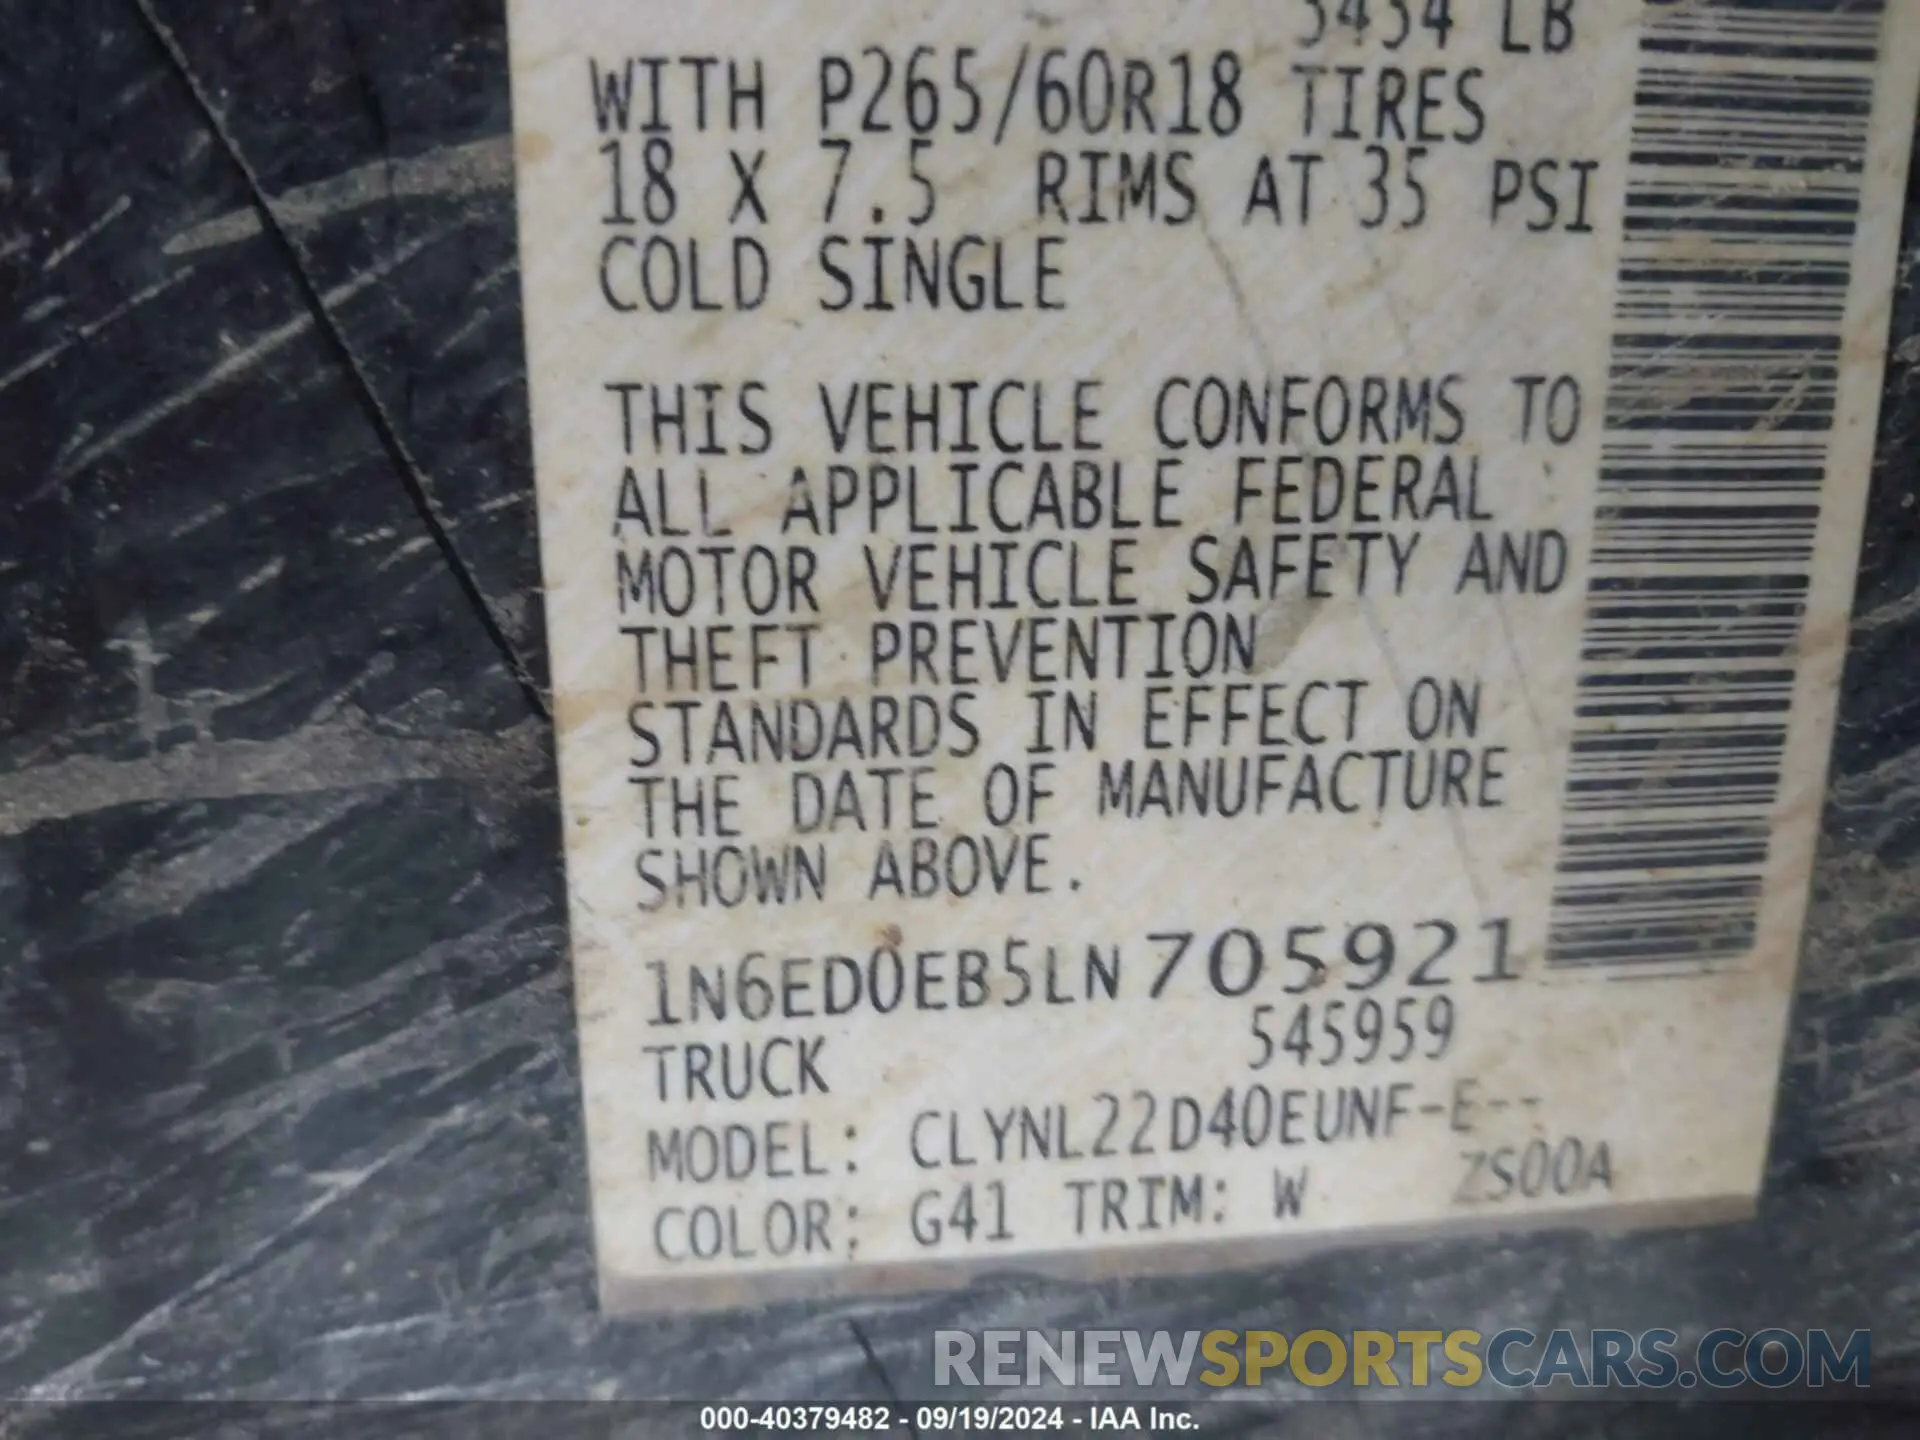 3434 LB
WITH P265/60R18 TIRES
18 X 7.5 RIMS AT 35 PSI
COLD SINGLE
THIS VEHICLE CONFORMS TO
ALL APPLICABLE FEDERAL
MOTOR VEHICLE SAFETY AND
THEFT PREVENTION
STANDARDS IN EFFECT ON
THE DATE OF MANUFACTURE
SHOWN ABOVE.
1N6ED0EB5LN705921
TRUCK 545959
MODEL: CLYNL22D40EUNF-E--
COLOR: G41 TRIM: W ZS00A
RENEWSPORTSCARS.COM
000-40379482 - 09/19/2024 - IAA Inc.